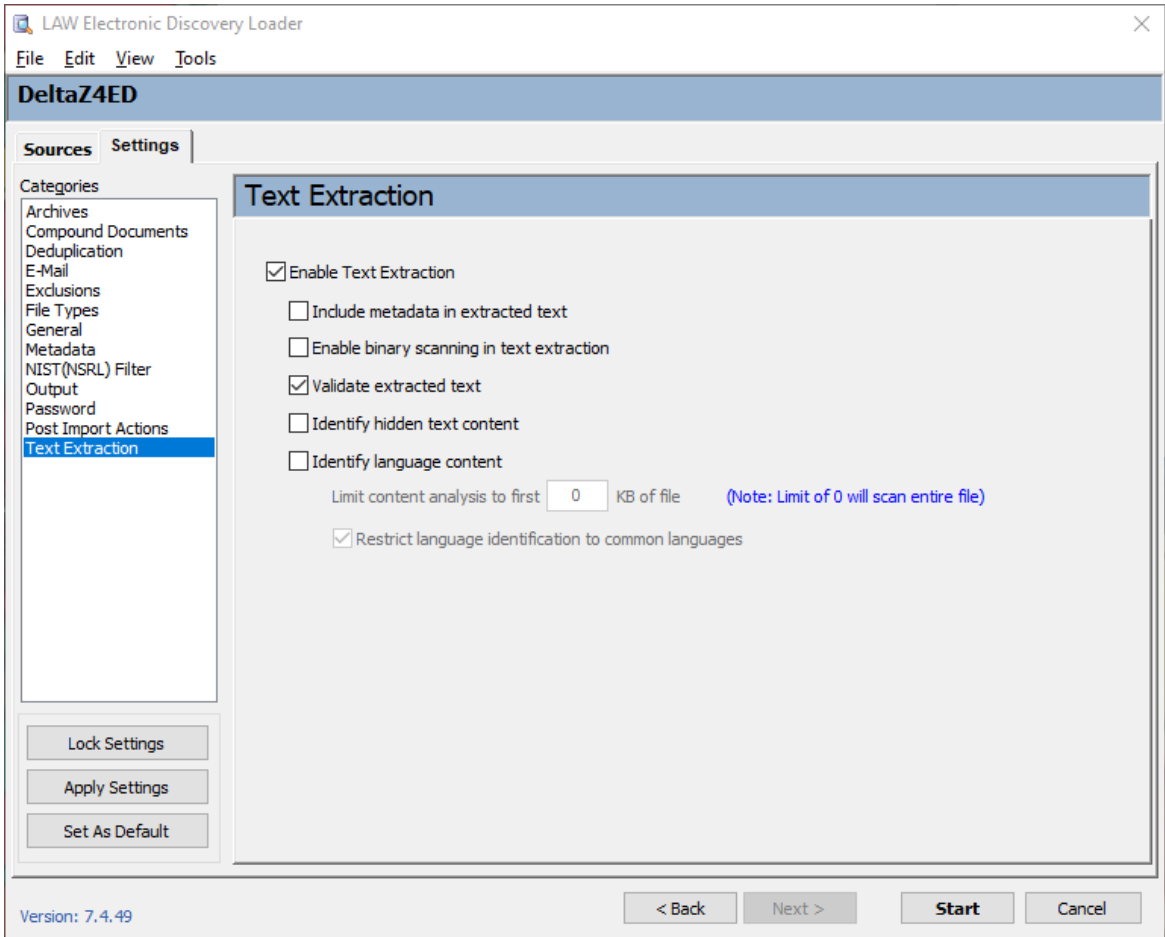 LAW Electronic Discovery Loader
File Edit View Tools
DeltaZ4ED
Sources Settings
Categories
Archives
Compound Documents
Deduplication
E-Mail
Exclusions
File Types
General
Metadata
NIST(NSRL) Filter
Output
Password
Post Import Actions
Text Extraction
Lock Settings
Apply Settings
Set As Default
Text Extraction
Enable Text Extraction
Include metadata in extracted text
Enable binary scanning in text extraction
Validate extracted text
Identify hidden text content
Identify language content
Limit content analysis to first 0 KB of file (Note: Limit of 0 will scan entire file)
Restrict language identification to common languages
Version: 7.4.49
< Back Next > Start Cancel